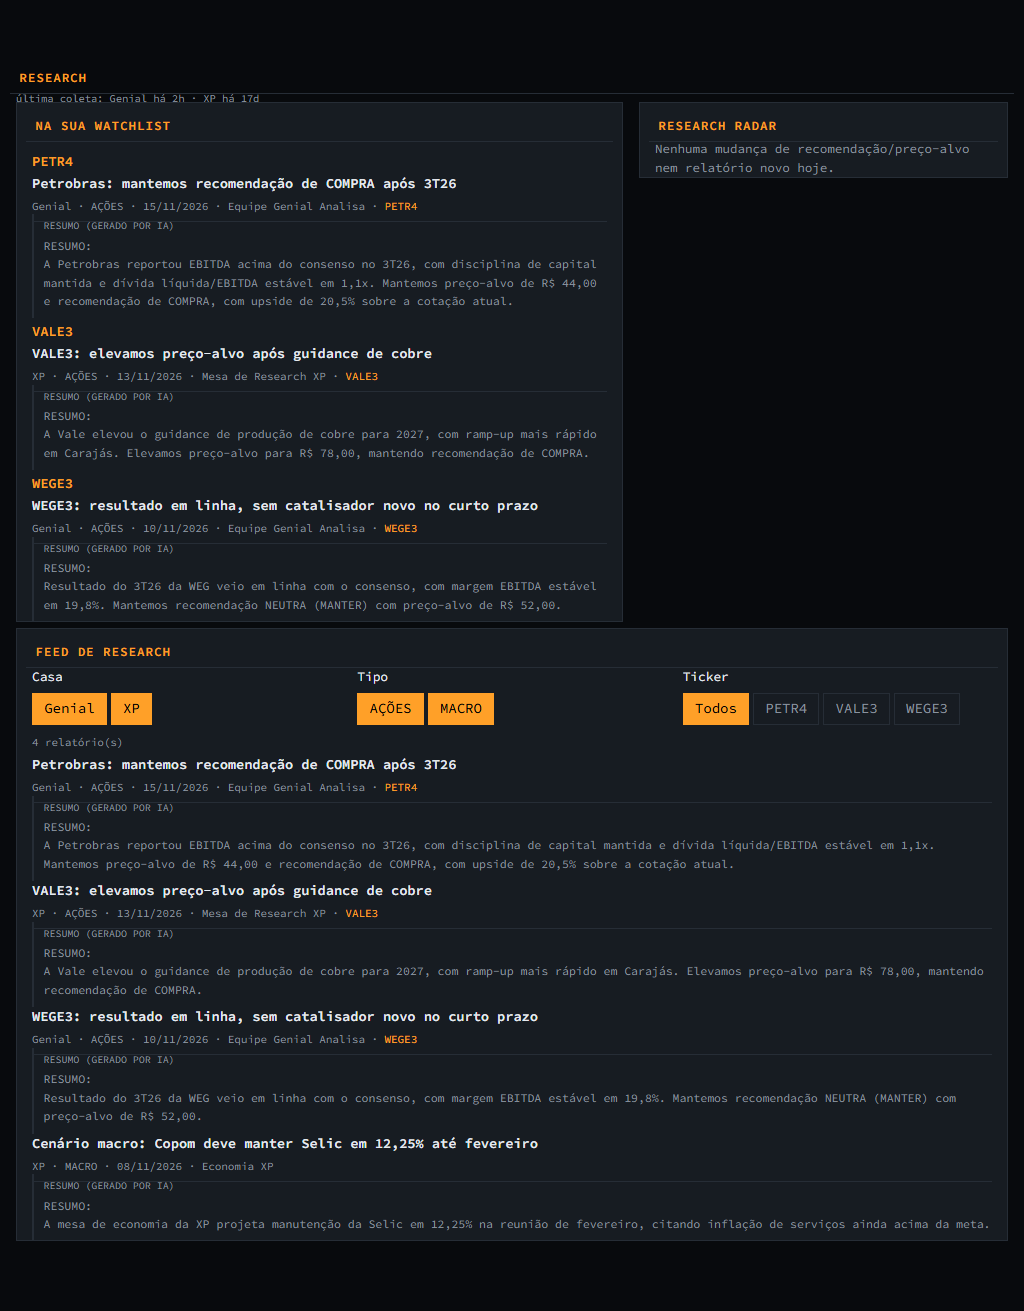 RESEARCH
última coleta: Genial há 2h · XP há 17d
NA SUA WATCHLIST
PETR4
Petrobras: mantemos recomendação de COMPRA após 3T26
Genial · AÇÕES · 15/11/2026 · Equipe Genial Analisa · PETR4
RESUMO (GERADO POR IA)
RESUMO:
A Petrobras reportou EBITDA acima do consenso no 3T26, com disciplina de capital
mantida e dívida líquida/EBITDA estável em 1,1x. Mantemos preço-alvo de R$ 44,00
e recomendação de COMPRA, com upside de 20,5% sobre a cotação atual.
VALE3
VALE3: elevamos preço-alvo após guidance de cobre
XP · AÇÕES · 13/11/2026 · Mesa de Research XP · VALE3
RESUMO (GERADO POR IA)
RESUMO:
A Vale elevou o guidance de produção de cobre para 2027, com ramp-up mais rápido
em Carajás. Elevamos preço-alvo para R$ 78,00, mantendo recomendação de COMPRA.
WEGE3
WEGE3: resultado em linha, sem catalisador novo no curto prazo
Genial · AÇÕES · 10/11/2026 · Equipe Genial Analisa · WEGE3
RESUMO (GERADO POR IA)
RESUMO:
Resultado do 3T26 da WEG veio em linha com o consenso, com margem EBITDA estável
em 19,8%. Mantemos recomendação NEUTRA (MANTER) com preço-alvo de R$ 52,00.
RESEARCH RADAR
Nenhuma mudança de recomendação/preço-alvo
nem relatório novo hoje.
FEED DE RESEARCH
Casa
Genial XP
Tipo
AÇÕES MACRO
Ticker
Todos PETR4 VALE3 WEGE3
4 relatório(s)
Petrobras: mantemos recomendação de COMPRA após 3T26
Genial · AÇÕES · 15/11/2026 · Equipe Genial Analisa · PETR4
RESUMO (GERADO POR IA)
RESUMO:
A Petrobras reportou EBITDA acima do consenso no 3T26, com disciplina de capital mantida e dívida líquida/EBITDA estável em 1,1x.
Mantemos preço-alvo de R$ 44,00 e recomendação de COMPRA, com upside de 20,5% sobre a cotação atual.
VALE3: elevamos preço-alvo após guidance de cobre
XP · AÇÕES · 13/11/2026 · Mesa de Research XP · VALE3
RESUMO (GERADO POR IA)
RESUMO:
A Vale elevou o guidance de produção de cobre para 2027, com ramp-up mais rápido em Carajás. Elevamos preço-alvo para R$ 78,00, mantendo
recomendação de COMPRA.
WEGE3: resultado em linha, sem catalisador novo no curto prazo
Genial · AÇÕES · 10/11/2026 · Equipe Genial Analisa · WEGE3
RESUMO (GERADO POR IA)
RESUMO:
Resultado do 3T26 da WEG veio em linha com o consenso, com margem EBITDA estável em 19,8%. Mantemos recomendação NEUTRA (MANTER) com
preço-alvo de R$ 52,00.
Cenário macro: Copom deve manter Selic em 12,25% até fevereiro
XP · MACRO · 08/11/2026 · Economia XP
RESUMO (GERADO POR IA)
RESUMO:
A mesa de economia da XP projeta manutenção da Selic em 12,25% na reunião de fevereiro, citando inflação de serviços ainda acima da meta.